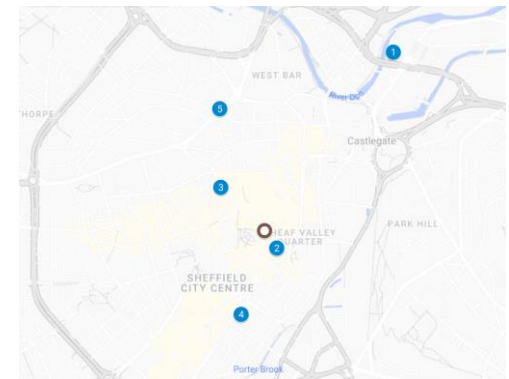 1
WEST BAR
River Don
5
THORPE
Castlegate
3
PARK HILL
HEAF VALLEY
QUARTER
2
SHEFFIELD
CITY CENTRE
4
Porter Brook